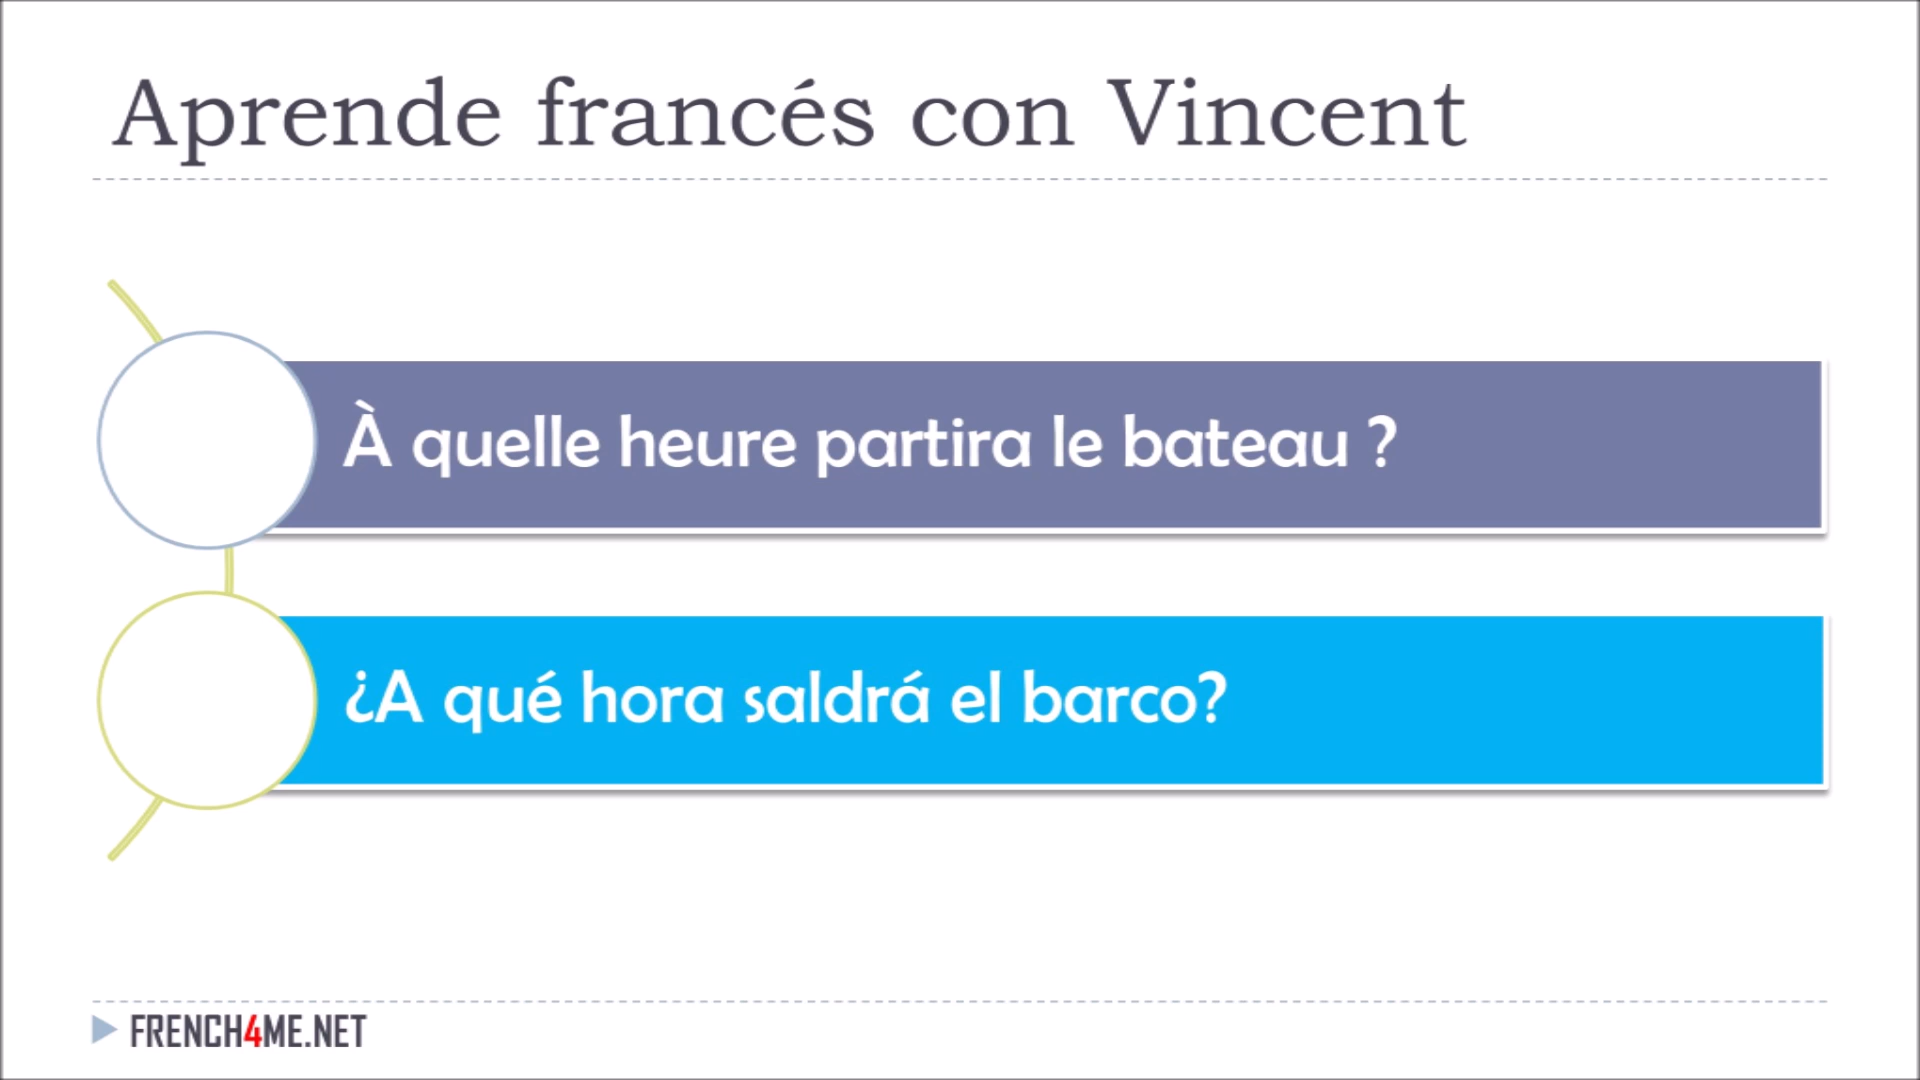 Aprende francés con Vincent
À quelle heure partira le bateau ?
¿A qué hora saldrá el barco?
FRENCH4ME.NET